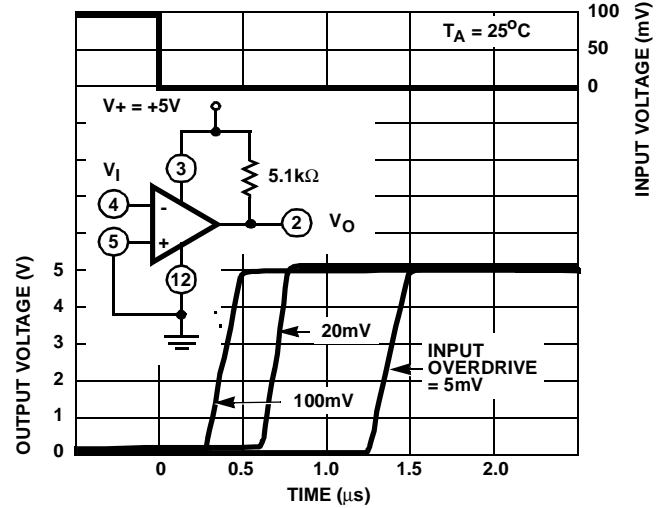 100
50
0
INPUT VOLTAGE (mV)
T_A = 25°C
V+ = +5V
3
5.1kΩ
V_I
4
-
2
V_O
5
+
12
OUTPUT VOLTAGE (V)
5
4
3
2
1
0
20mV
100mV
INPUT
OVERDRIVE
= 5mV
0
0.5
1.0
1.5
2.0
TIME (µs)